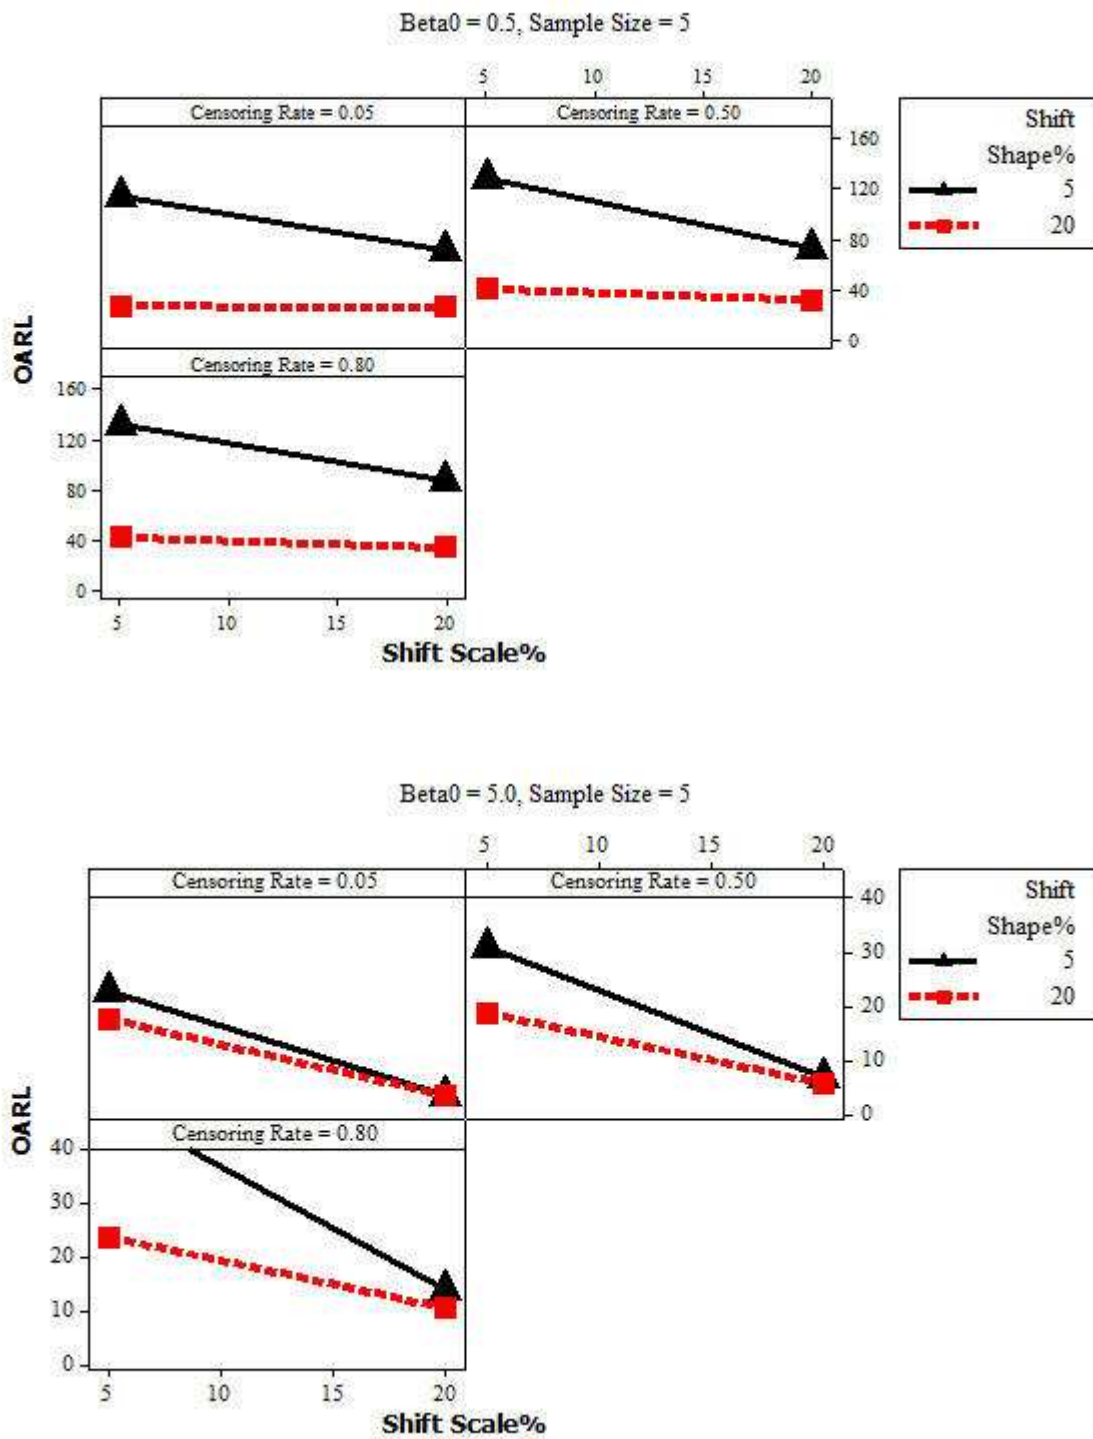 Beta0 = 0.5, Sample Size = 5
5 10 15 20
Censoring Rate = 0.05
Censoring Rate = 0.50
160
120
80
40
0
Shift
Shape%
5
20
OARL
Censoring Rate = 0.80
160
120
80
40
0
5 10 15 20
Shift Scale%
Beta0 = 5.0, Sample Size = 5
5 10 15 20
Censoring Rate = 0.05
Censoring Rate = 0.50
40
30
20
10
0
Shift
Shape%
5
20
OARL
Censoring Rate = 0.80
40
30
20
10
0
5 10 15 20
Shift Scale%